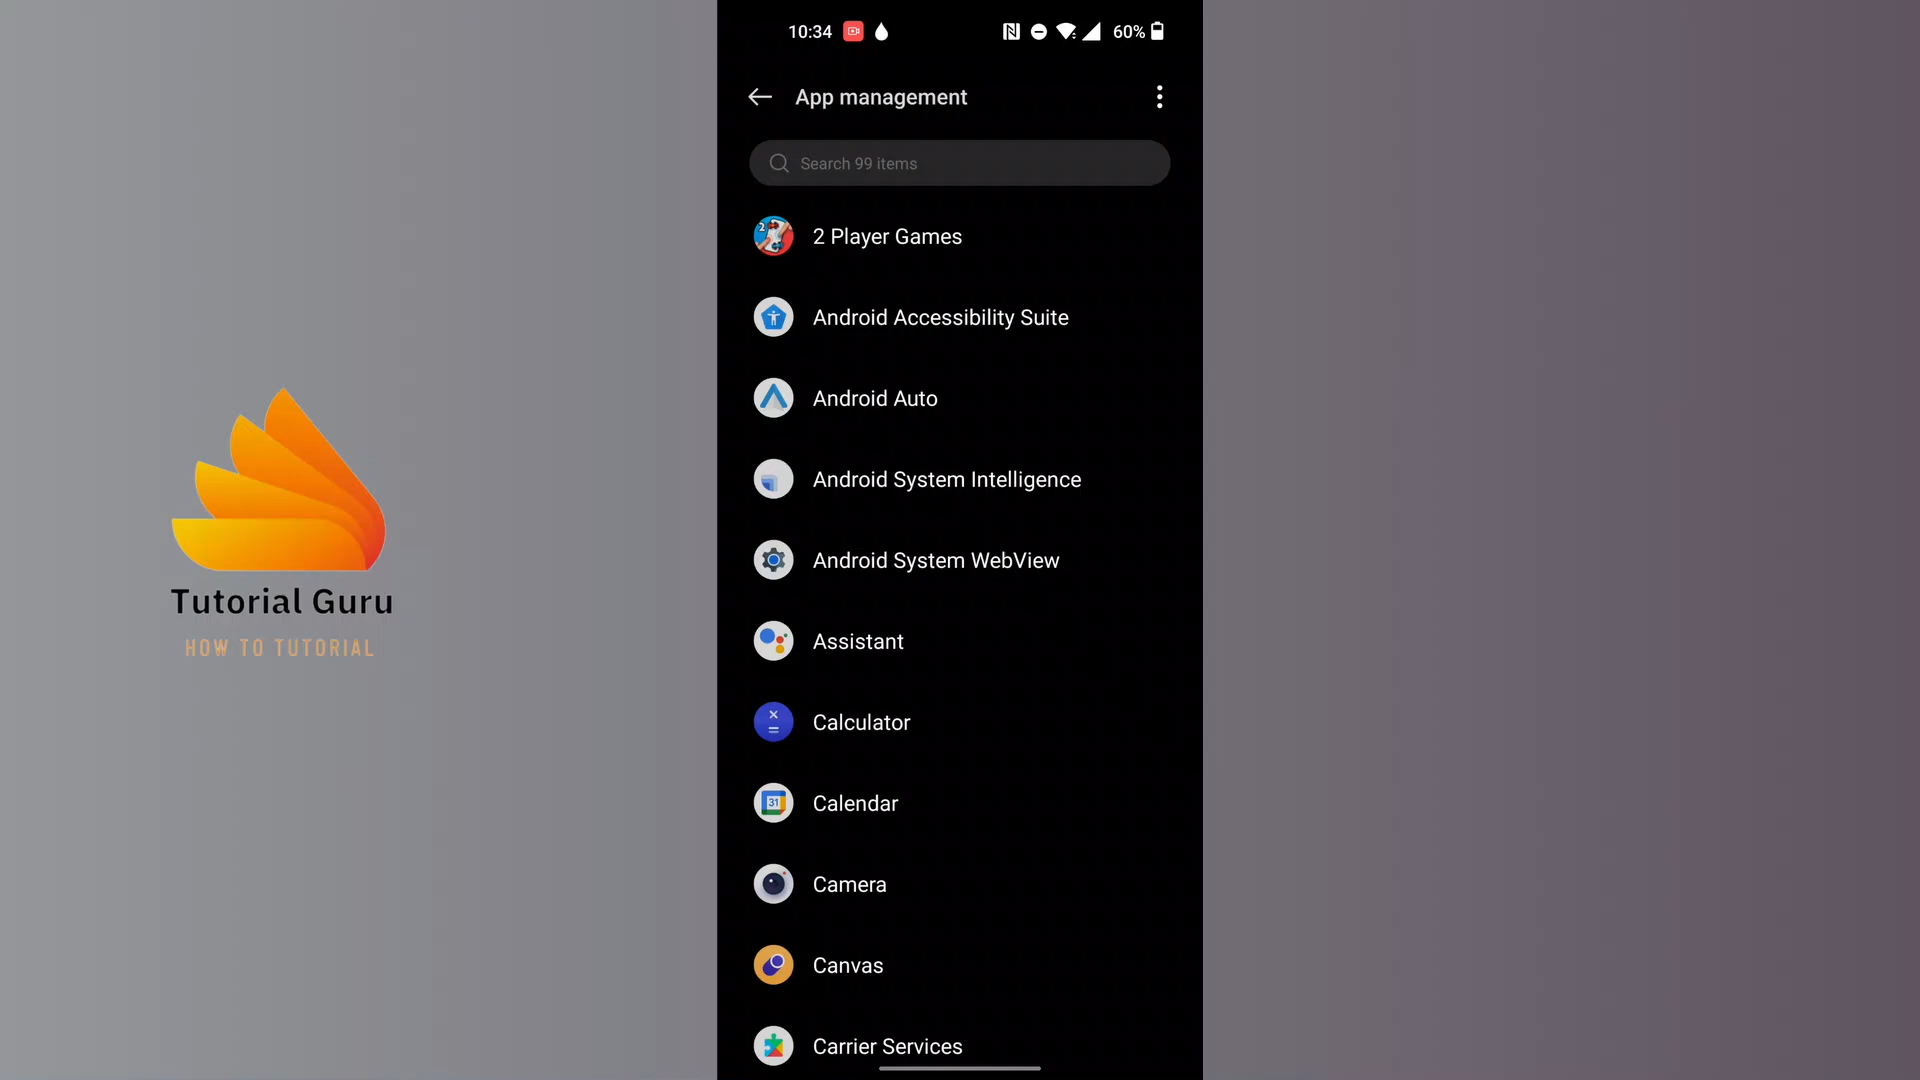 10:34
60%
App management
Search 99 items
2 Player Games
Android Accessibility Suite
Android Auto
Android System Intelligence
Android System WebView
Assistant
Calculator
31
Calendar
Camera
Canvas
Carrier Services
Tutorial Guru
HOW TO TUTORIAL